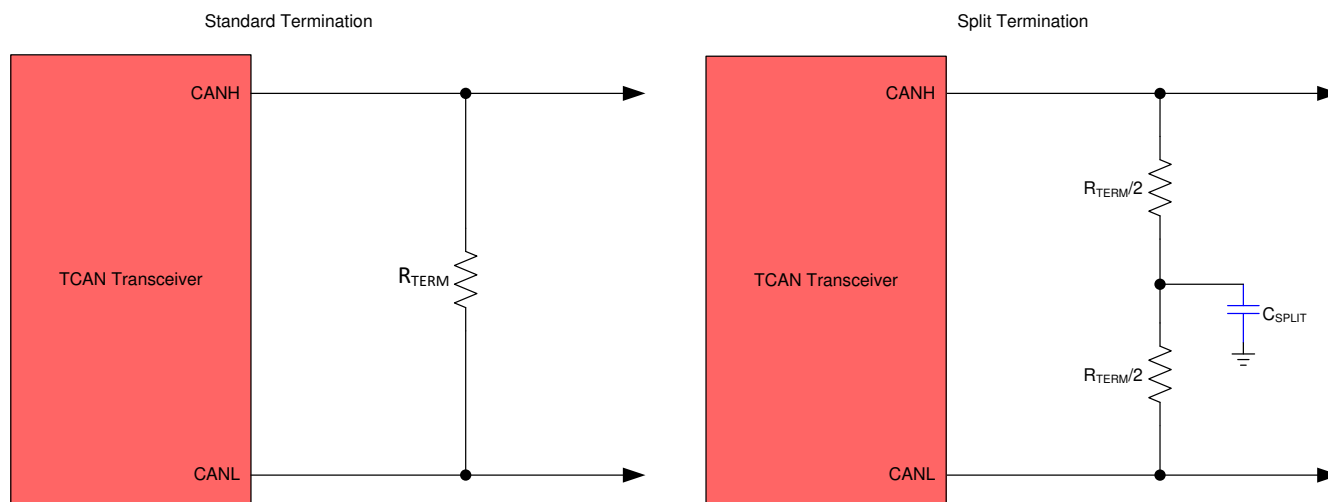 Standard Termination
CANH
TCAN Transceiver
RTERM
CANL
Split Termination
CANH
RTERM/2
TCAN Transceiver
CSPLIT
RTERM/2
CANL